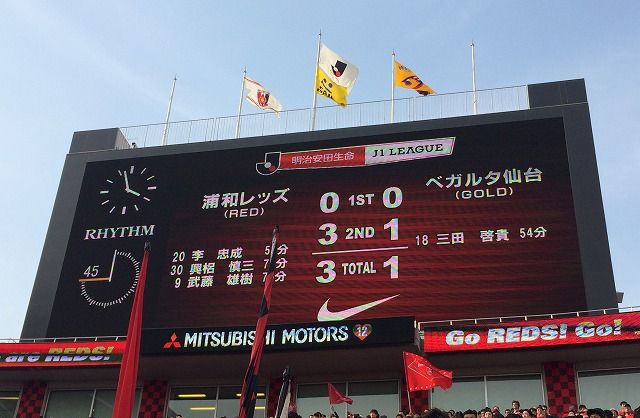 明治安田生命 J1 LEAGUE
浦和レッズ
(RED)
ベガルタ仙台
(GOLD)
0 1ST 0
3 2ND 1
3 TOTAL 1
RHYTHM
45
20 李 忠成
30 興梠 慎三
9 武藤 雄樹
18 三田 啓貴 54分
MITSUBISHI MOTORS 12
are REDS!
Go REDS! Go!